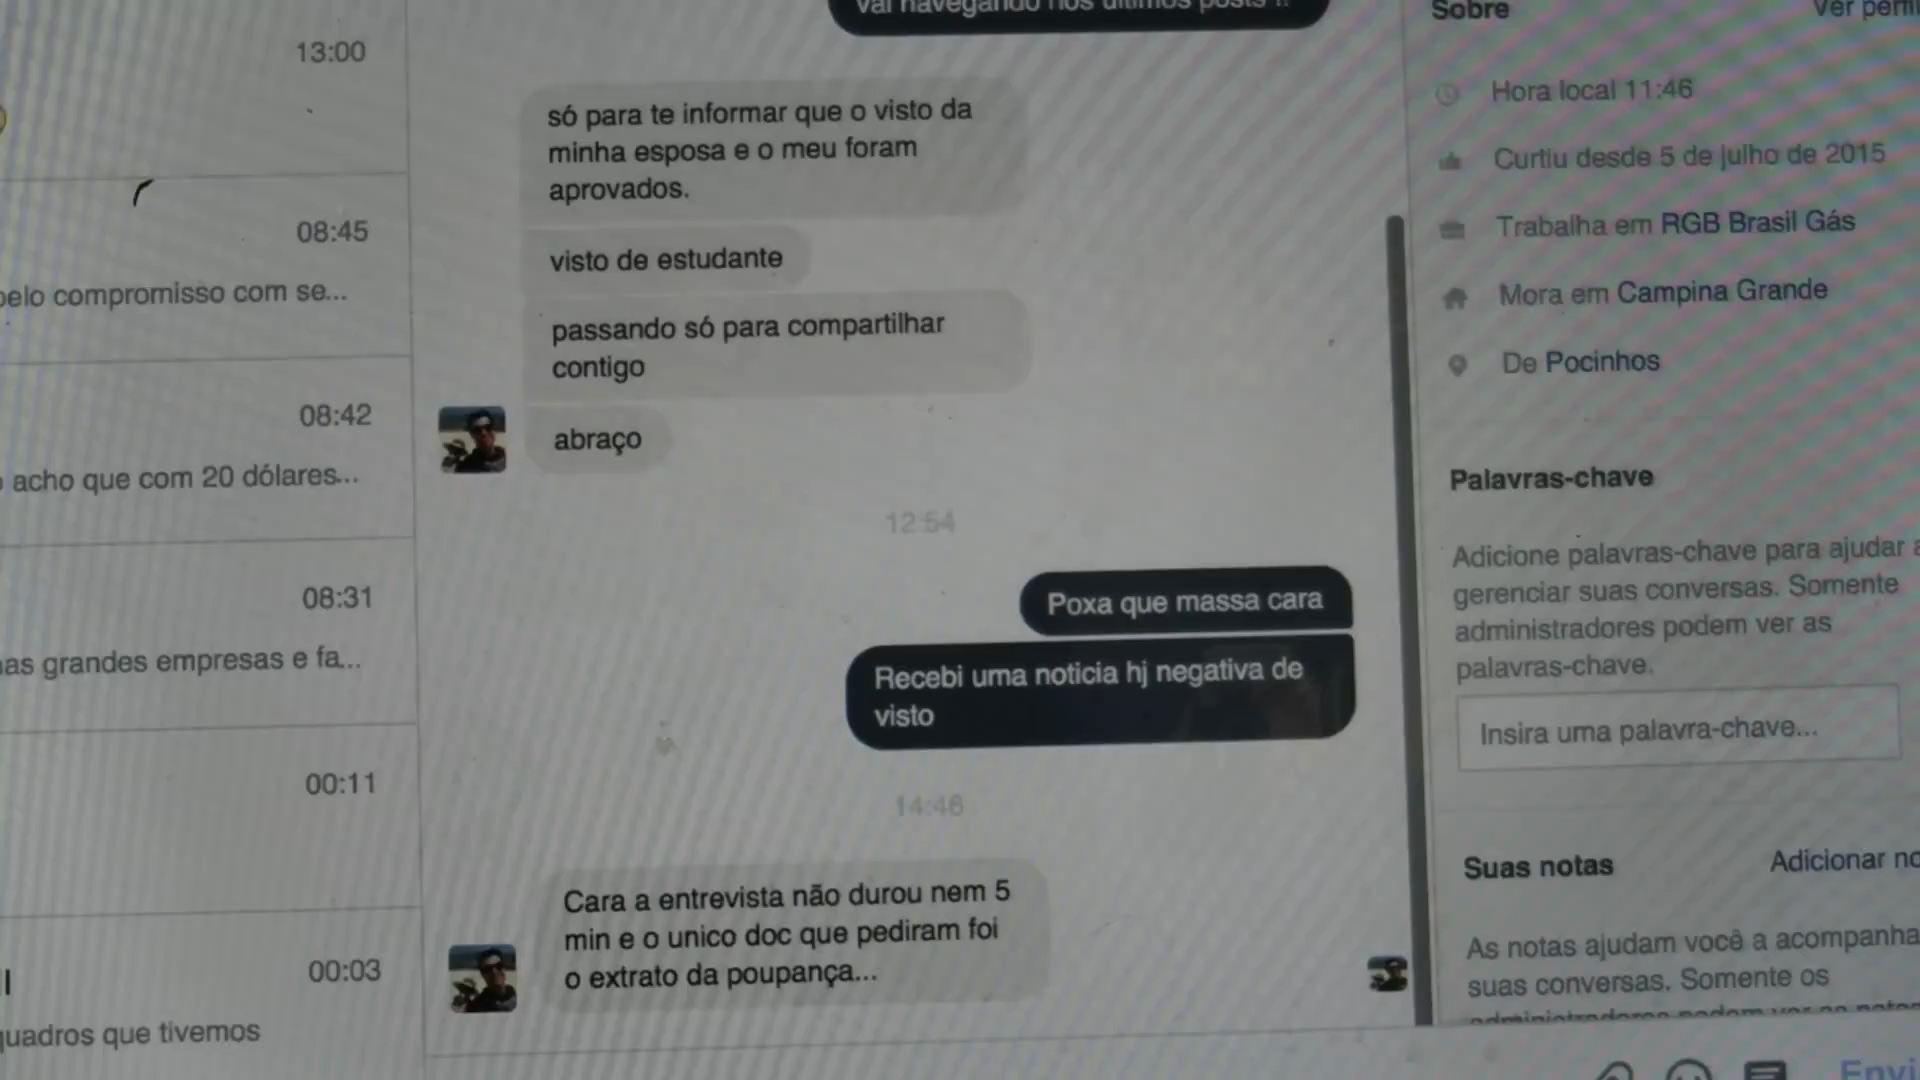 13:00
08:45
pelo compromisso com se...
08:42
acho que com 20 dólares...
08:31
as grandes empresas e fa...
00:11
00:03
quadros que tivemos
vai navegando nos últimos posts !!
só para te informar que o visto da
minha esposa e o meu foram
aprovados.
visto de estudante
passando só para compartilhar
contigo
abraço
12:54
Poxa que massa cara
Recebi uma noticia hj negativa de
visto
14:46
Cara a entrevista não durou nem 5
min e o unico doc que pediram foi
o extrato da poupança...
Sobre
Ver perfil
Hora local 11:46
Curtiu desde 5 de julho de 2015
Trabalha em RGB Brasil Gás
Mora em Campina Grande
De Pocinhos
Palavras-chave
Adicione palavras-chave para ajudar a
gerenciar suas conversas. Somente
administradores podem ver as
palavras-chave.
Insira uma palavra-chave...
Suas notas
Adicionar no
As notas ajudam você a acompanha
suas conversas. Somente os
administradores podem ver as notas
Envi